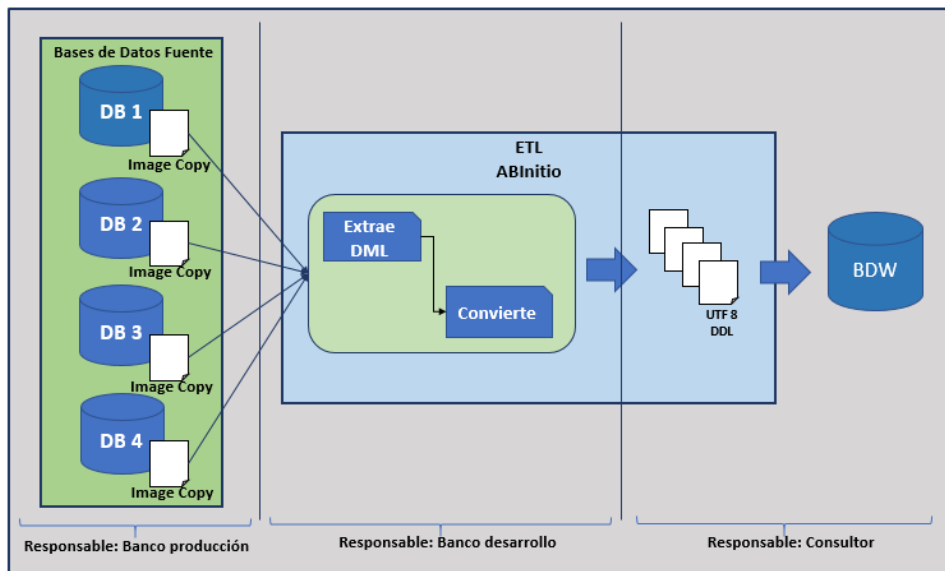 Bases de Datos Fuente
DB 1
Image Copy
DB 2
Image Copy
DB 3
Image Copy
DB 4
Image Copy
ETL
ABInitio
Extrae
DML
Convierte
UTF 8
DDL
BDW
Responsable: Banco producción
Responsable: Banco desarrollo
Responsable: Consultor